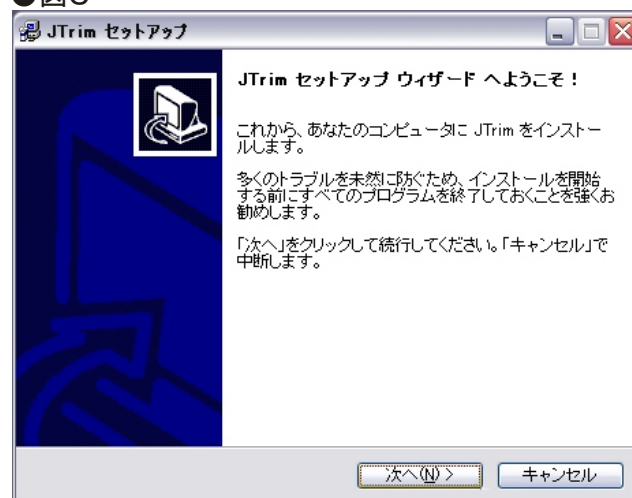 JTrim セットアップ
JTrim セットアップ ウィザード へようこそ！
これから、あなたのコンピュータに JTrim をインストー
ルします。
多くのトラブルを未然に防ぐため、インストールを開始
する前にすべてのプログラムを終了しておくことを強くお
勧めします。
「次へ」をクリックして続行してください。「キャンセル」で
中断します。
次へ(N) >
キャンセル